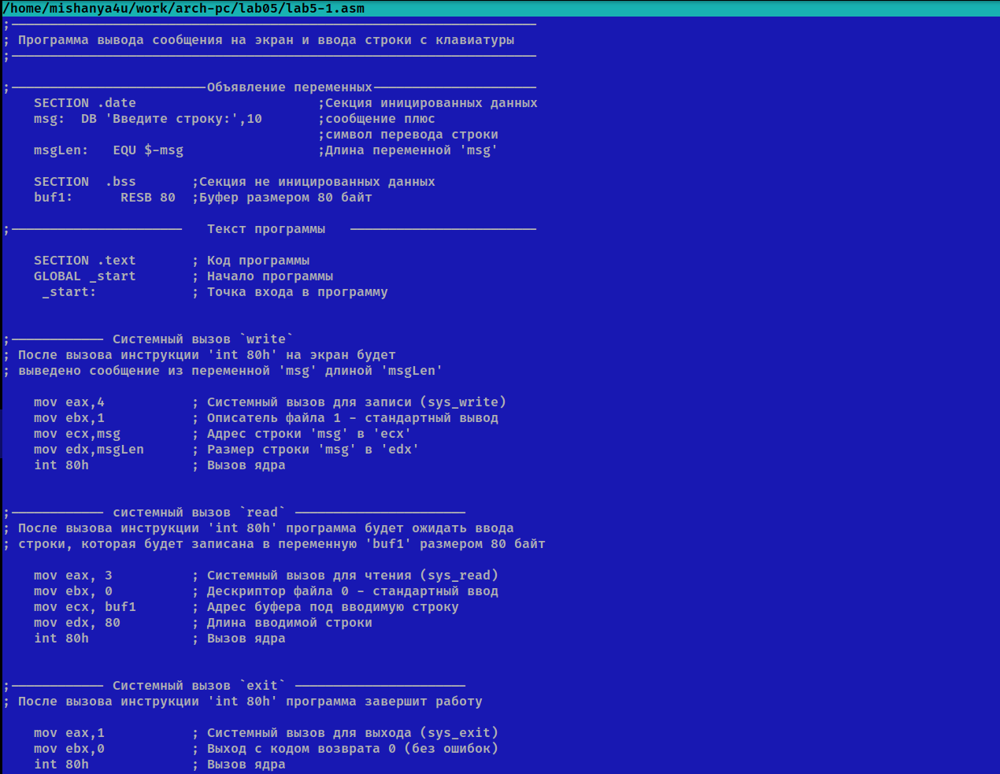 /home/mishanya4u/work/arch-pc/lab05/lab5-1.asm
;-------------------------------------------------------------------
; Программа вывода сообщения на экран и ввода строки с клавиатуры
;-------------------------------------------------------------------
;-------------------------Объявление переменных---------------------
    SECTION .date                       ;Секция иницированных данных
    msg:  DB 'Введите строку:',10       ;сообщение плюс
                                        ;символ перевода строки
    msgLen:   EQU $-msg                 ;Длина переменной 'msg'
    SECTION  .bss       ;Секция не иницированных данных
    buf1:      RESB 80  ;Буфер размером 80 байт
;----------------------   Текст программы   ------------------------
    SECTION .text       ; Код программы
    GLOBAL _start       ; Начало программы
     _start:            ; Точка входа в программу
;------------ Системный вызов `write`
; После вызова инструкции 'int 80h' на экран будет
; выведено сообщение из переменной 'msg' длиной 'msgLen'
    mov eax,4           ; Системный вызов для записи (sys_write)
    mov ebx,1           ; Описатель файла 1 - стандартный вывод
    mov ecx,msg         ; Адрес строки 'msg' в 'ecx'
    mov edx,msgLen      ; Размер строки 'msg' в 'edx'
    int 80h             ; Вызов ядра
;------------ системный вызов `read` ----------------------
; После вызова инструкции 'int 80h' программа будет ожидать ввода
; строки, которая будет записана в переменную 'buf1' размером 80 байт
    mov eax, 3          ; Системный вызов для чтения (sys_read)
    mov ebx, 0          ; Дескриптор файла 0 - стандартный ввод
    mov ecx, buf1       ; Адрес буфера под вводимую строку
    mov edx, 80         ; Длина вводимой строки
    int 80h             ; Вызов ядра
;------------ Системный вызов `exit` ----------------------
; После вызова инструкции 'int 80h' программа завершит работу
    mov eax,1           ; Системный вызов для выхода (sys_exit)
    mov ebx,0           ; Выход с кодом возврата 0 (без ошибок)
    int 80h             ; Вызов ядра